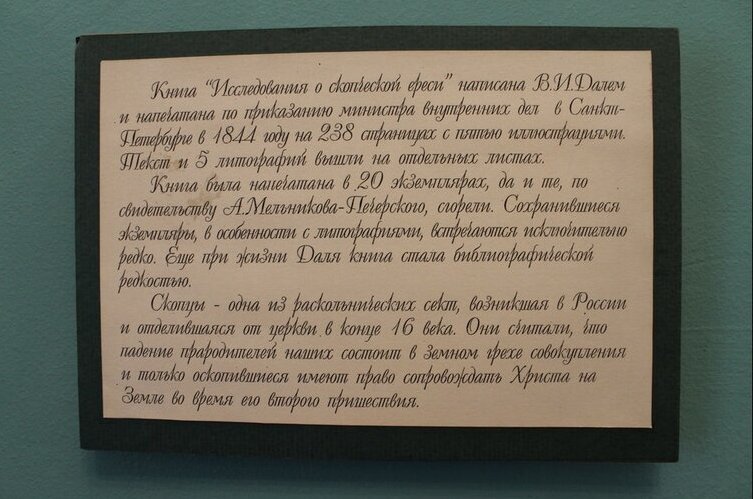 Книга "Исследования о скопческой ереси" написана В.И.Далем
и напечатана по приказанию министра внутренних дел в Санкт-
Петербурге в 1844 году на 238 страницах с пятью иллюстрациями.
Текст и 5 литографий вышли на отдельных листах.
Книга была напечатана в 20 экземплярах, да и те, по
свидетельству А.Мельникова-Печерского, сгорели. Сохранившиеся
экземпляры, в особенности с литографиями, встречаются исключительно
редко. Еще при жизни Даля книга стала библиографической
редкостью.
Скопцы - одна из раскольнических сект, возникшая в России
и отделившаяся от церкви в конце 16 века. Они считали, что
падение прародителей наших состоит в земном грехе совокупления
и только оскопившиеся имеют право сопровождать Христа на
Земле во время его второго пришествия.